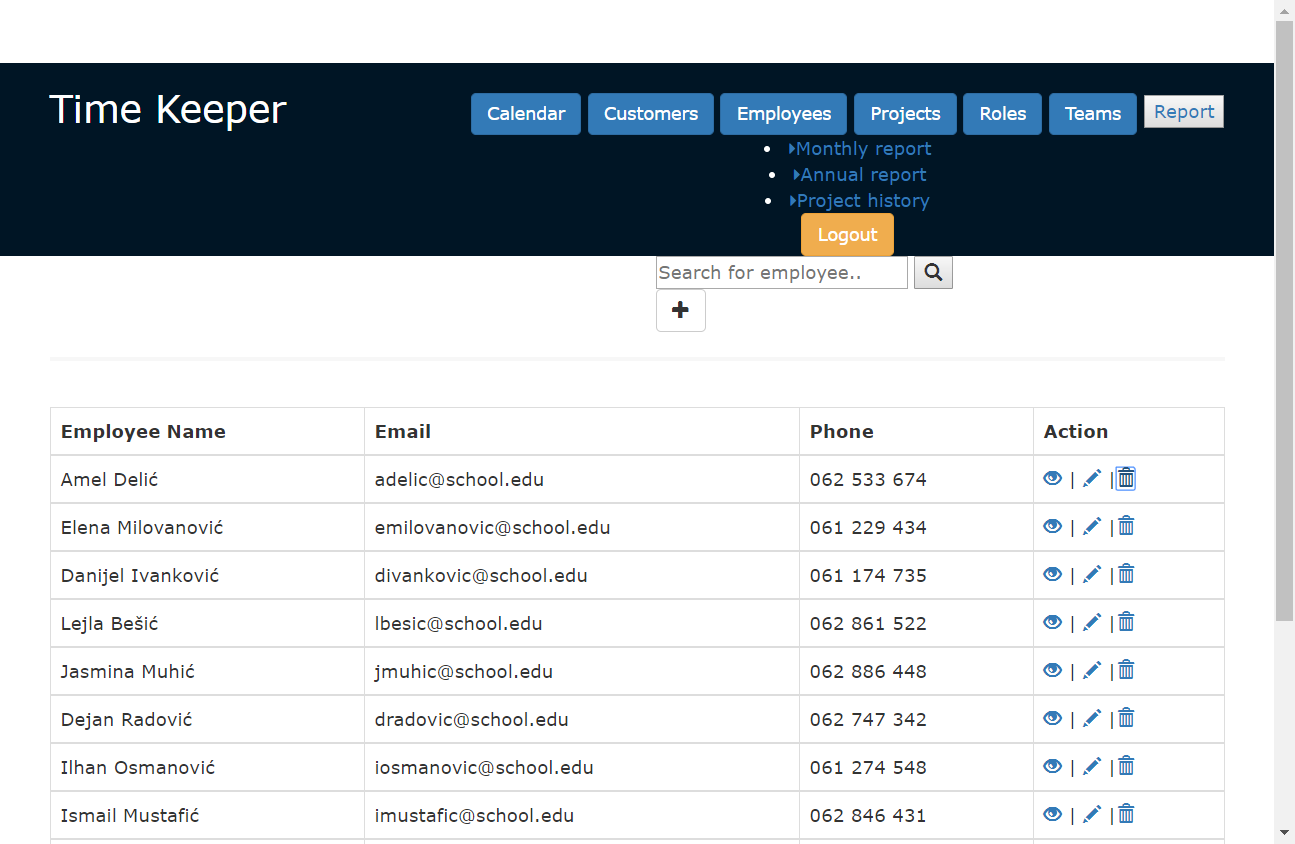 Time Keeper
Calendar Customers Employees Projects Roles Teams Report
Monthly report
Annual report
Project history
Logout
Search for employee..
Employee Name Email Phone Action
Amel Delić adelic@school.edu 062 533 674 | |
Elena Milovanović emilovanovic@school.edu 061 229 434 | |
Danijel Ivanković divankovic@school.edu 061 174 735 | |
Lejla Bešić lbesic@school.edu 062 861 522 | |
Jasmina Muhić jmuhic@school.edu 062 886 448 | |
Dejan Radović dradovic@school.edu 062 747 342 | |
Ilhan Osmanović iosmanovic@school.edu 061 274 548 | |
Ismail Mustafić imustafic@school.edu 062 846 431 | |